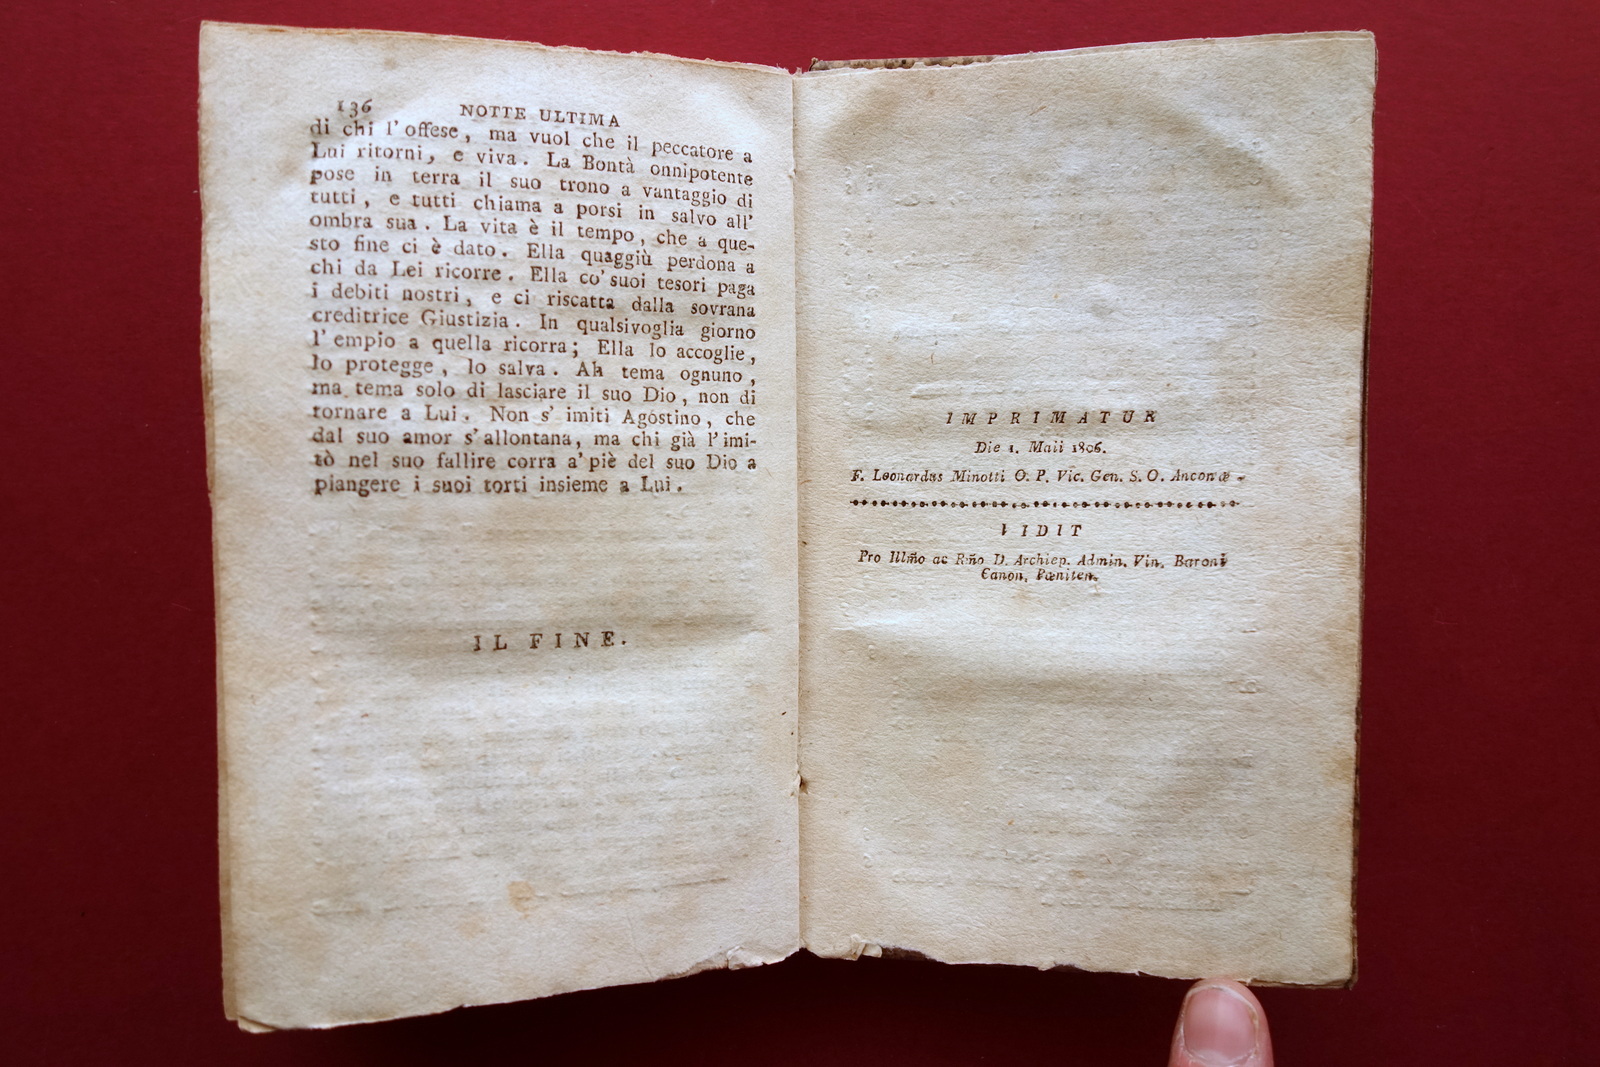 136 NOTTE ULTIMA
di chi l'offese, ma vuol che il peccatore a
Lui ritorni, e viva. La Bontà onnipotente
pose in terra il suo trono a vantaggio di
tutti, e tutti chiama a porsi in salvo all'
ombra sua. La vita è il tempo, che a que-
sto fine ci è dato. Ella quaggiù perdona a
chi da Lei ricorre. Ella co' suoi tesori paga
i debiti nostri, e ci riscatta dalla sovrana
creditrice Giustizia. In qualsivoglia giorno
l'empio a quella ricorra; Ella lo accoglie,
lo protegge, lo salva. Ah tema ognuno,
ma tema solo di lasciare il suo Dio, non di
tornare a Lui. Non s'imiti Agostino, che
dal suo amor s'allontana, ma chi già l'imi-
tò nel suo fallire corra a' piè del suo Dio a
piangere i suoi torti insieme a Lui.
IL FINE.
IMPRIMATUR
Die 1. Maii 1806.
F. Leonardus Minotti O. P. Vic. Gen. S. O. Anconæ.
VIDIT
Pro Illm̃o ac Rm̃o D. Archiep. Admin. Vin. Baroni
Canon. Pœniten.